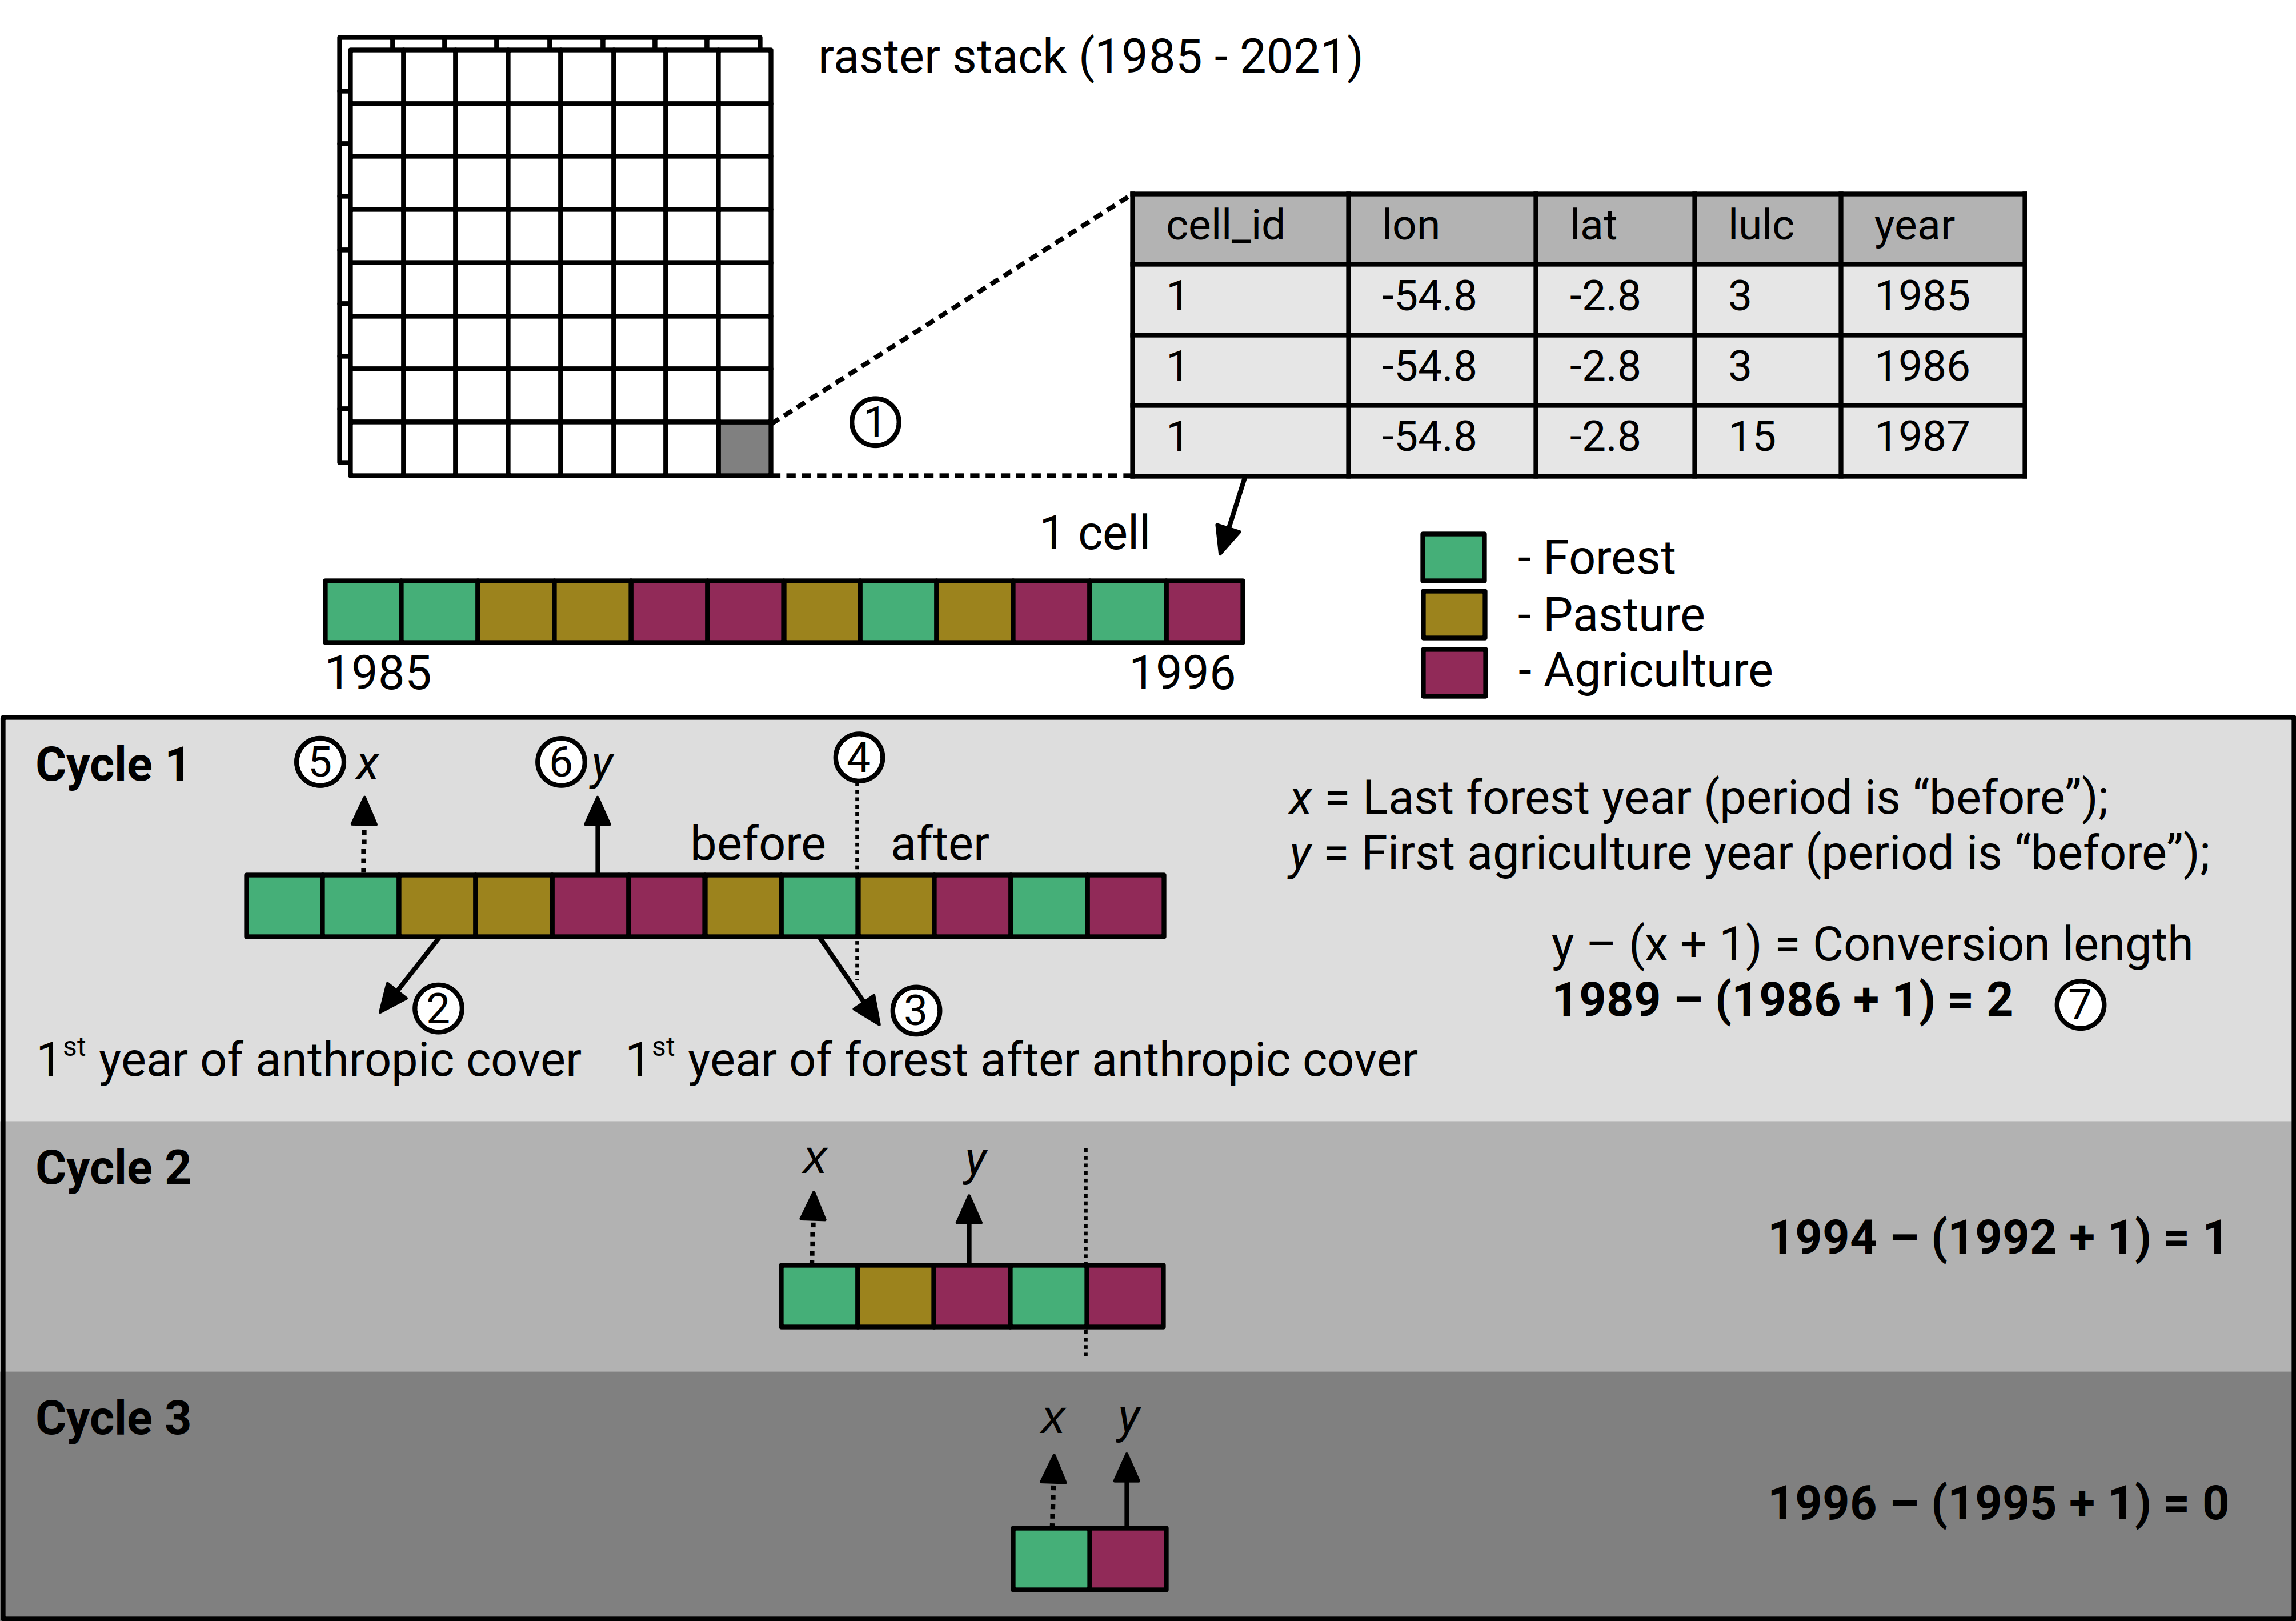 raster stack (1985 - 2021)
cell_id lon lat lulc year
1 -54.8 -2.8 3 1985
1 -54.8 -2.8 3 1986
1 -54.8 -2.8 15 1987
1
1 cell
- Forest
- Pasture
- Agriculture
1985 1996
Cycle 1
5 x 6 y 4
before after
x = Last forest year (period is “before”);
y = First agriculture year (period is “before”);
y – (x + 1) = Conversion length
1989 – (1986 + 1) = 2 7
2 3
1st year of anthropic cover 1st year of forest after anthropic cover
Cycle 2
x y
1994 – (1992 + 1) = 1
Cycle 3
x y
1996 – (1995 + 1) = 0